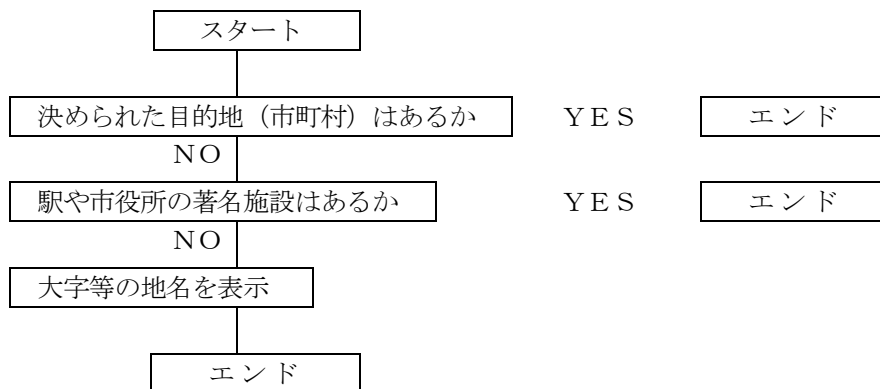 スタート
決められた目的地（市町村）はあるか　ＹＥＳ　エンド
ＮＯ
駅や市役所の著名施設はあるか　ＹＥＳ　エンド
ＮＯ
大字等の地名を表示
エンド